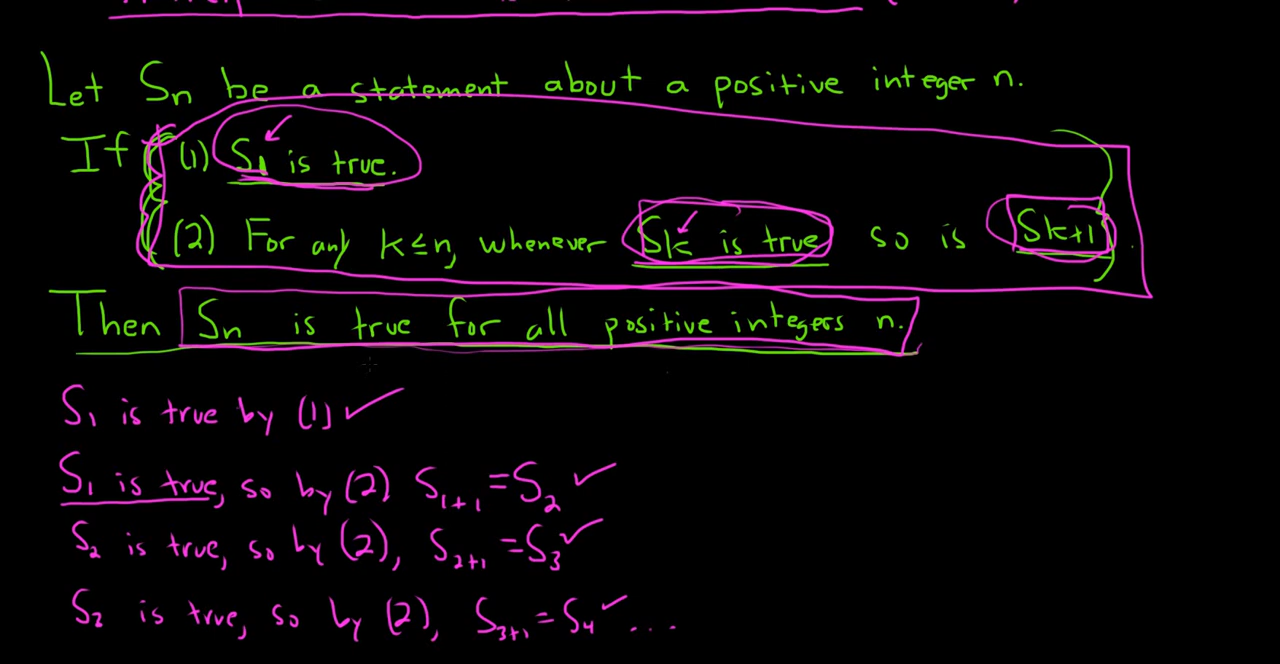 Let Sn be a statement about a positive integer n.
If (1) S1 is true.
(2) For any k≤n, whenever Sk is true so is Sk+1.
Then Sn is true for all positive integers n.
S1 is true by (1) ✓
S1 is true, so by (2) S1+1 = S2 ✓
S2 is true, so by (2), S2+1 = S3 ✓
S2 is true, so by (2), S3+1 = S4 ✓ ....